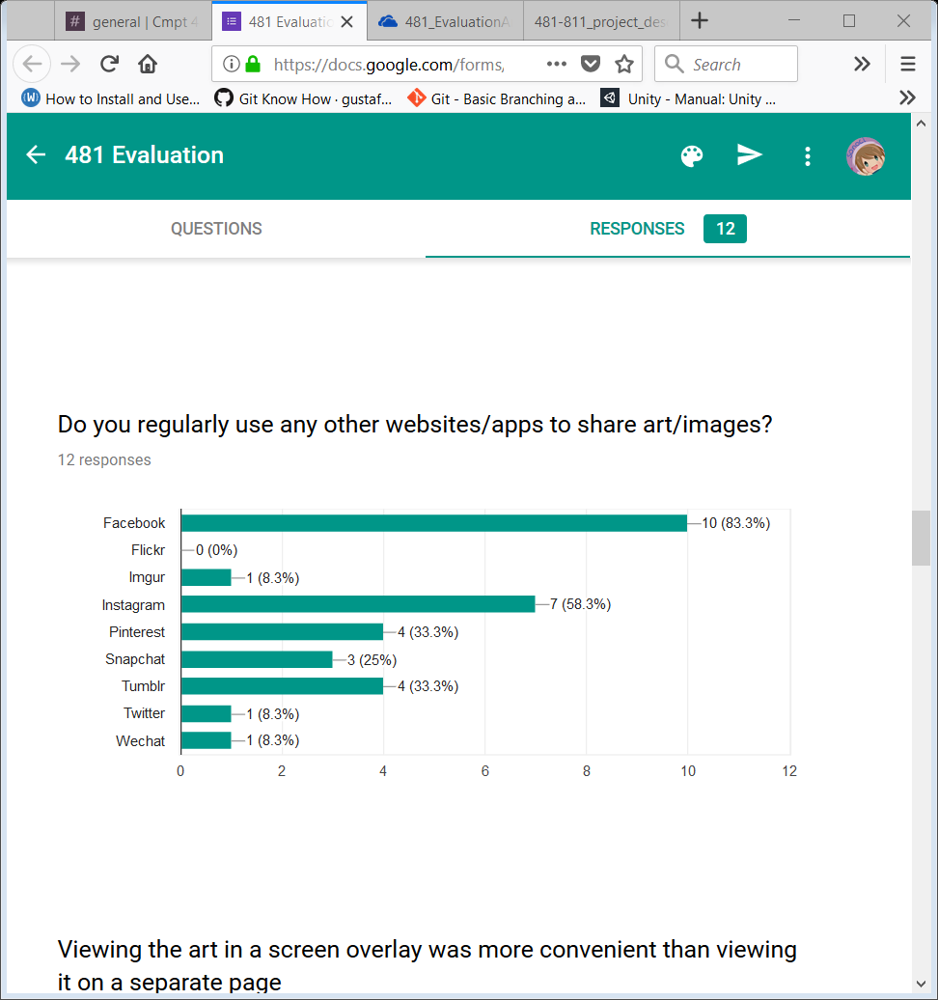 general | Cmpt 4
481 Evaluatio
481_EvaluationA
481-811_project_des
https://docs.google.com/forms,
Search
How to Install and Use...
Git Know How · gustaf...
Git - Basic Branching a...
Unity - Manual: Unity ...
481 Evaluation
QUESTIONS
RESPONSES 12
Do you regularly use any other websites/apps to share art/images?
12 responses
Facebook 10 (83.3%)
Flickr 0 (0%)
Imgur 1 (8.3%)
Instagram 7 (58.3%)
Pinterest 4 (33.3%)
Snapchat 3 (25%)
Tumblr 4 (33.3%)
Twitter 1 (8.3%)
Wechat 1 (8.3%)
0 2 4 6 8 10 12
Viewing the art in a screen overlay was more convenient than viewing
it on a separate page